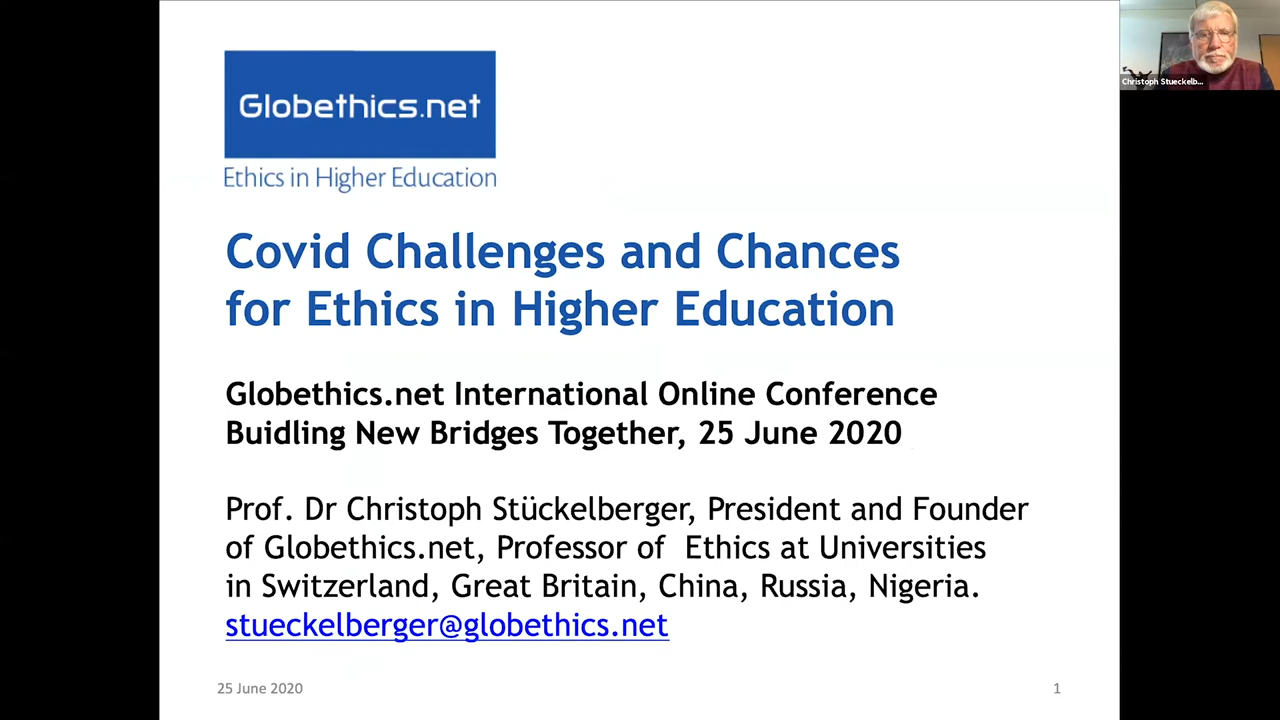 Globethics.net
Ethics in Higher Education
Christoph Stueckelb...
Covid Challenges and Chances
for Ethics in Higher Education
Globethics.net International Online Conference
Buidling New Bridges Together, 25 June 2020
Prof. Dr Christoph Stückelberger, President and Founder
of Globethics.net, Professor of  Ethics at Universities
in Switzerland, Great Britain, China, Russia, Nigeria.
stueckelberger@globethics.net
25 June 2020
1